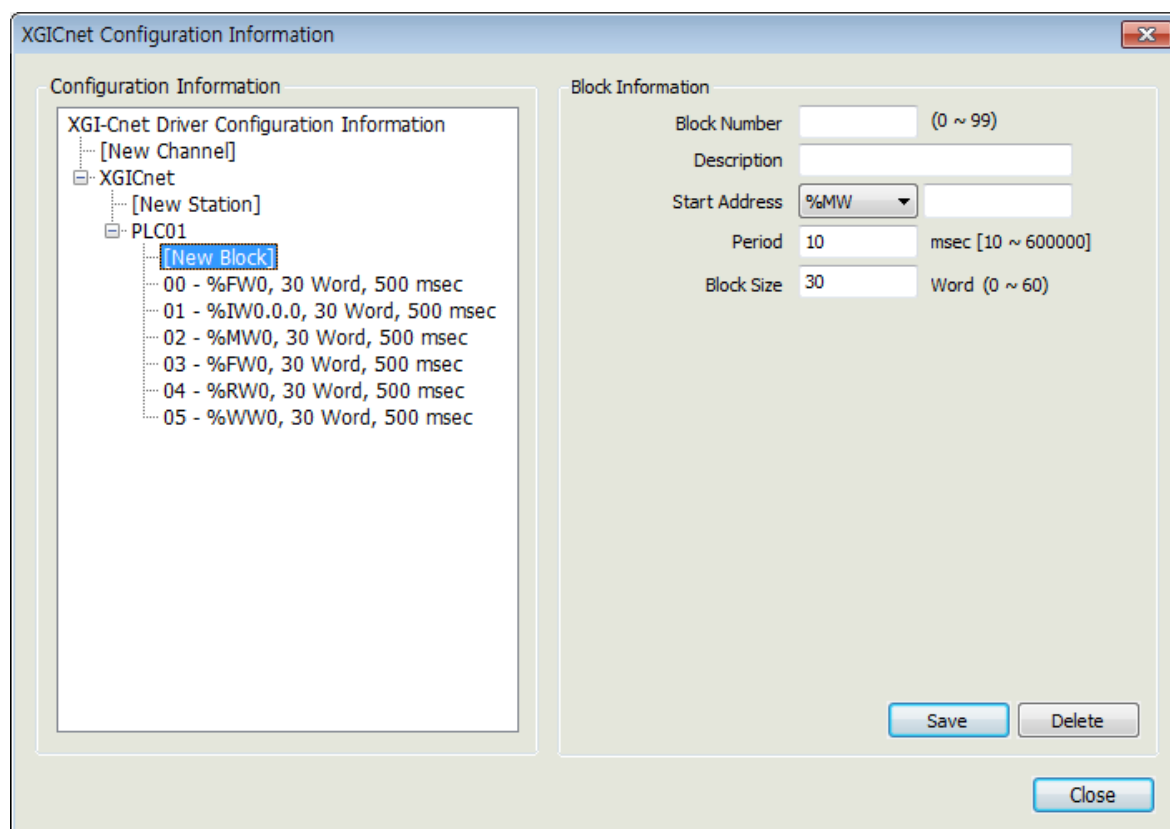 XGICnet Configuration Information
Configuration Information
XGI-Cnet Driver Configuration Information
[New Channel]
XGICnet
[New Station]
PLC01
[New Block]
00 - %FW0, 30 Word, 500 msec
01 - %IW0.0.0, 30 Word, 500 msec
02 - %MW0, 30 Word, 500 msec
03 - %FW0, 30 Word, 500 msec
04 - %RW0, 30 Word, 500 msec
05 - %WW0, 30 Word, 500 msec
Block Information
Block Number (0 ~ 99)
Description
Start Address %MW
Period 10 msec [10 ~ 600000]
Block Size 30 Word (0 ~ 60)
Save Delete
Close